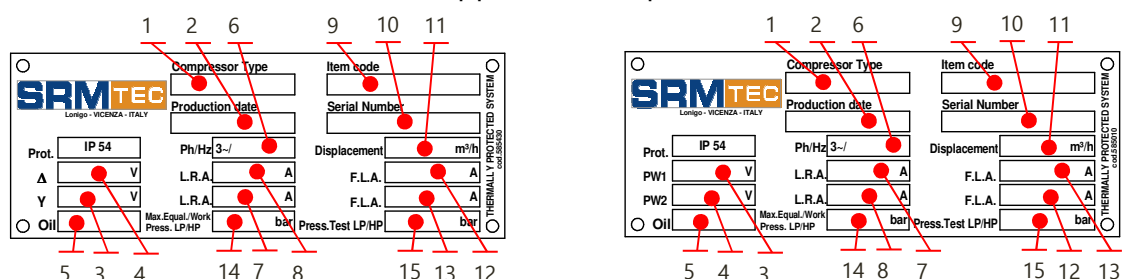 1 2 6 9 10 11
Compressor Type Item code
SRMTEC
Production date Serial Number
Lonigo - VICENZA - ITALY
Prot. IP 54 Ph/Hz 3~/ Displacement m³/h
Δ V L.R.A. A F.L.A. A
Y V L.R.A. A F.L.A. A
Oil Max.Equal./Work Press. LP/HP bar Press.Test LP/HP bar
THERMALLY PROTECTED SYSTEM
cod.585430
5 3 4 14 7 8 15 13 12
1 2 6 9 10 11
Compressor Type Item code
SRMTEC
Production date Serial Number
Lonigo - VICENZA - ITALY
Prot. IP 54 Ph/Hz 3~/ Displacement m³/h
PW1 V L.R.A. A F.L.A. A
PW2 V L.R.A. A F.L.A. A
Oil Max.Equal./Work Press. LP/HP bar Press.Test LP/HP bar
THERMALLY PROTECTED SYSTEM
cod.585010
5 4 3 14 8 7 15 12 13